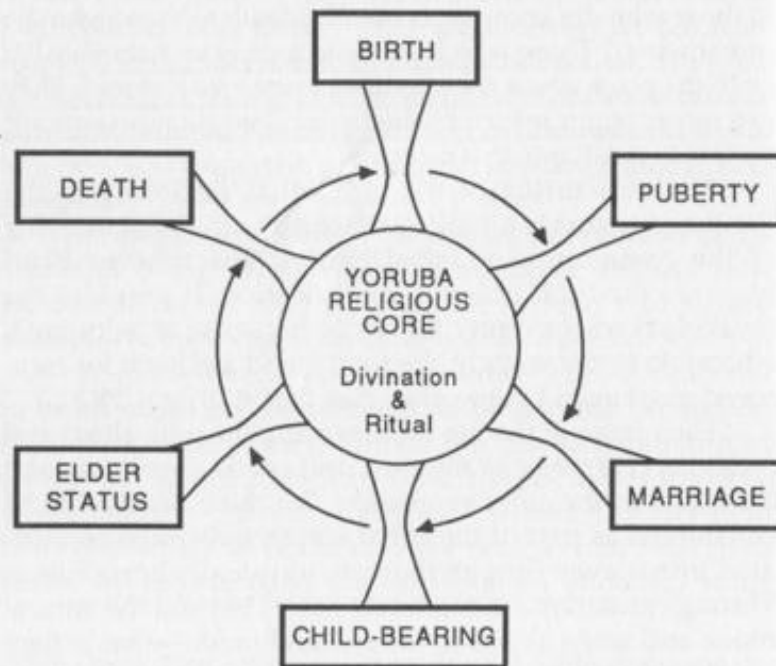 BIRTH
PUBERTY
MARRIAGE
CHILD-BEARING
ELDER
STATUS
DEATH
YORUBA
RELIGIOUS
CORE
Divination
&
Ritual